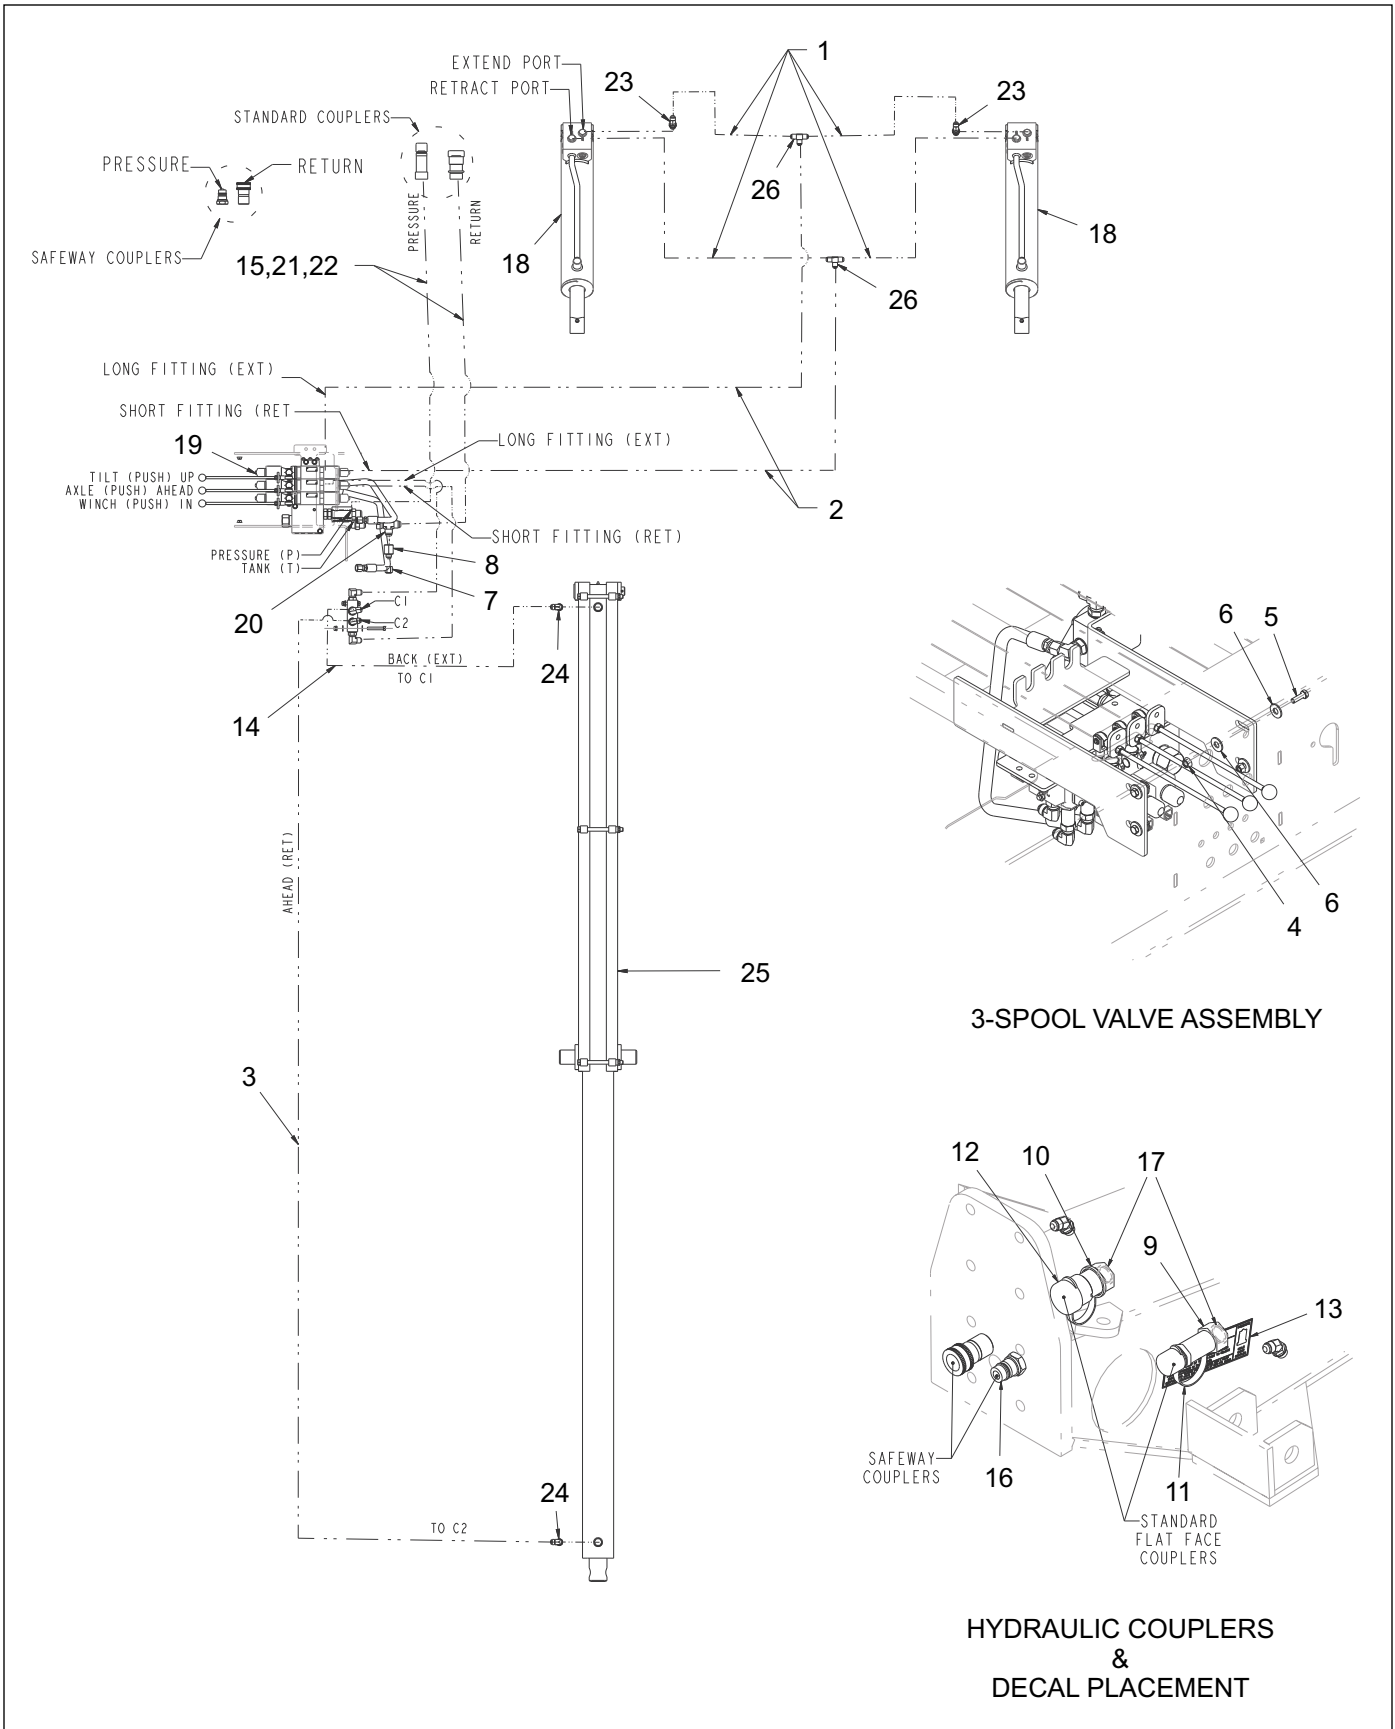 EXTEND PORT
RETRACT PORT
1
23
23
STANDARD COUPLERS
PRESSURE
RETURN
SAFEWAY COUPLERS
PRESSURE
RETURN
26
18
18
15,21,22
26
LONG FITTING (EXT)
SHORT FITTING (RET
19
LONG FITTING (EXT)
TILT (PUSH) UP
AXLE (PUSH) AHEAD
WINCH (PUSH) IN
2
SHORT FITTING (RET)
PRESSURE (P)
TANK (T)
8
7
20
C1
C2
BACK (EXT)
TO C1
24
14
AHEAD (RET)
25
3
TO C2
24
6
5
6
4
3-SPOOL VALVE ASSEMBLY
12
10
17
9
13
SAFEWAY
COUPLERS
16
11
STANDARD
FLAT FACE
COUPLERS
HYDRAULIC COUPLERS
&
DECAL PLACEMENT